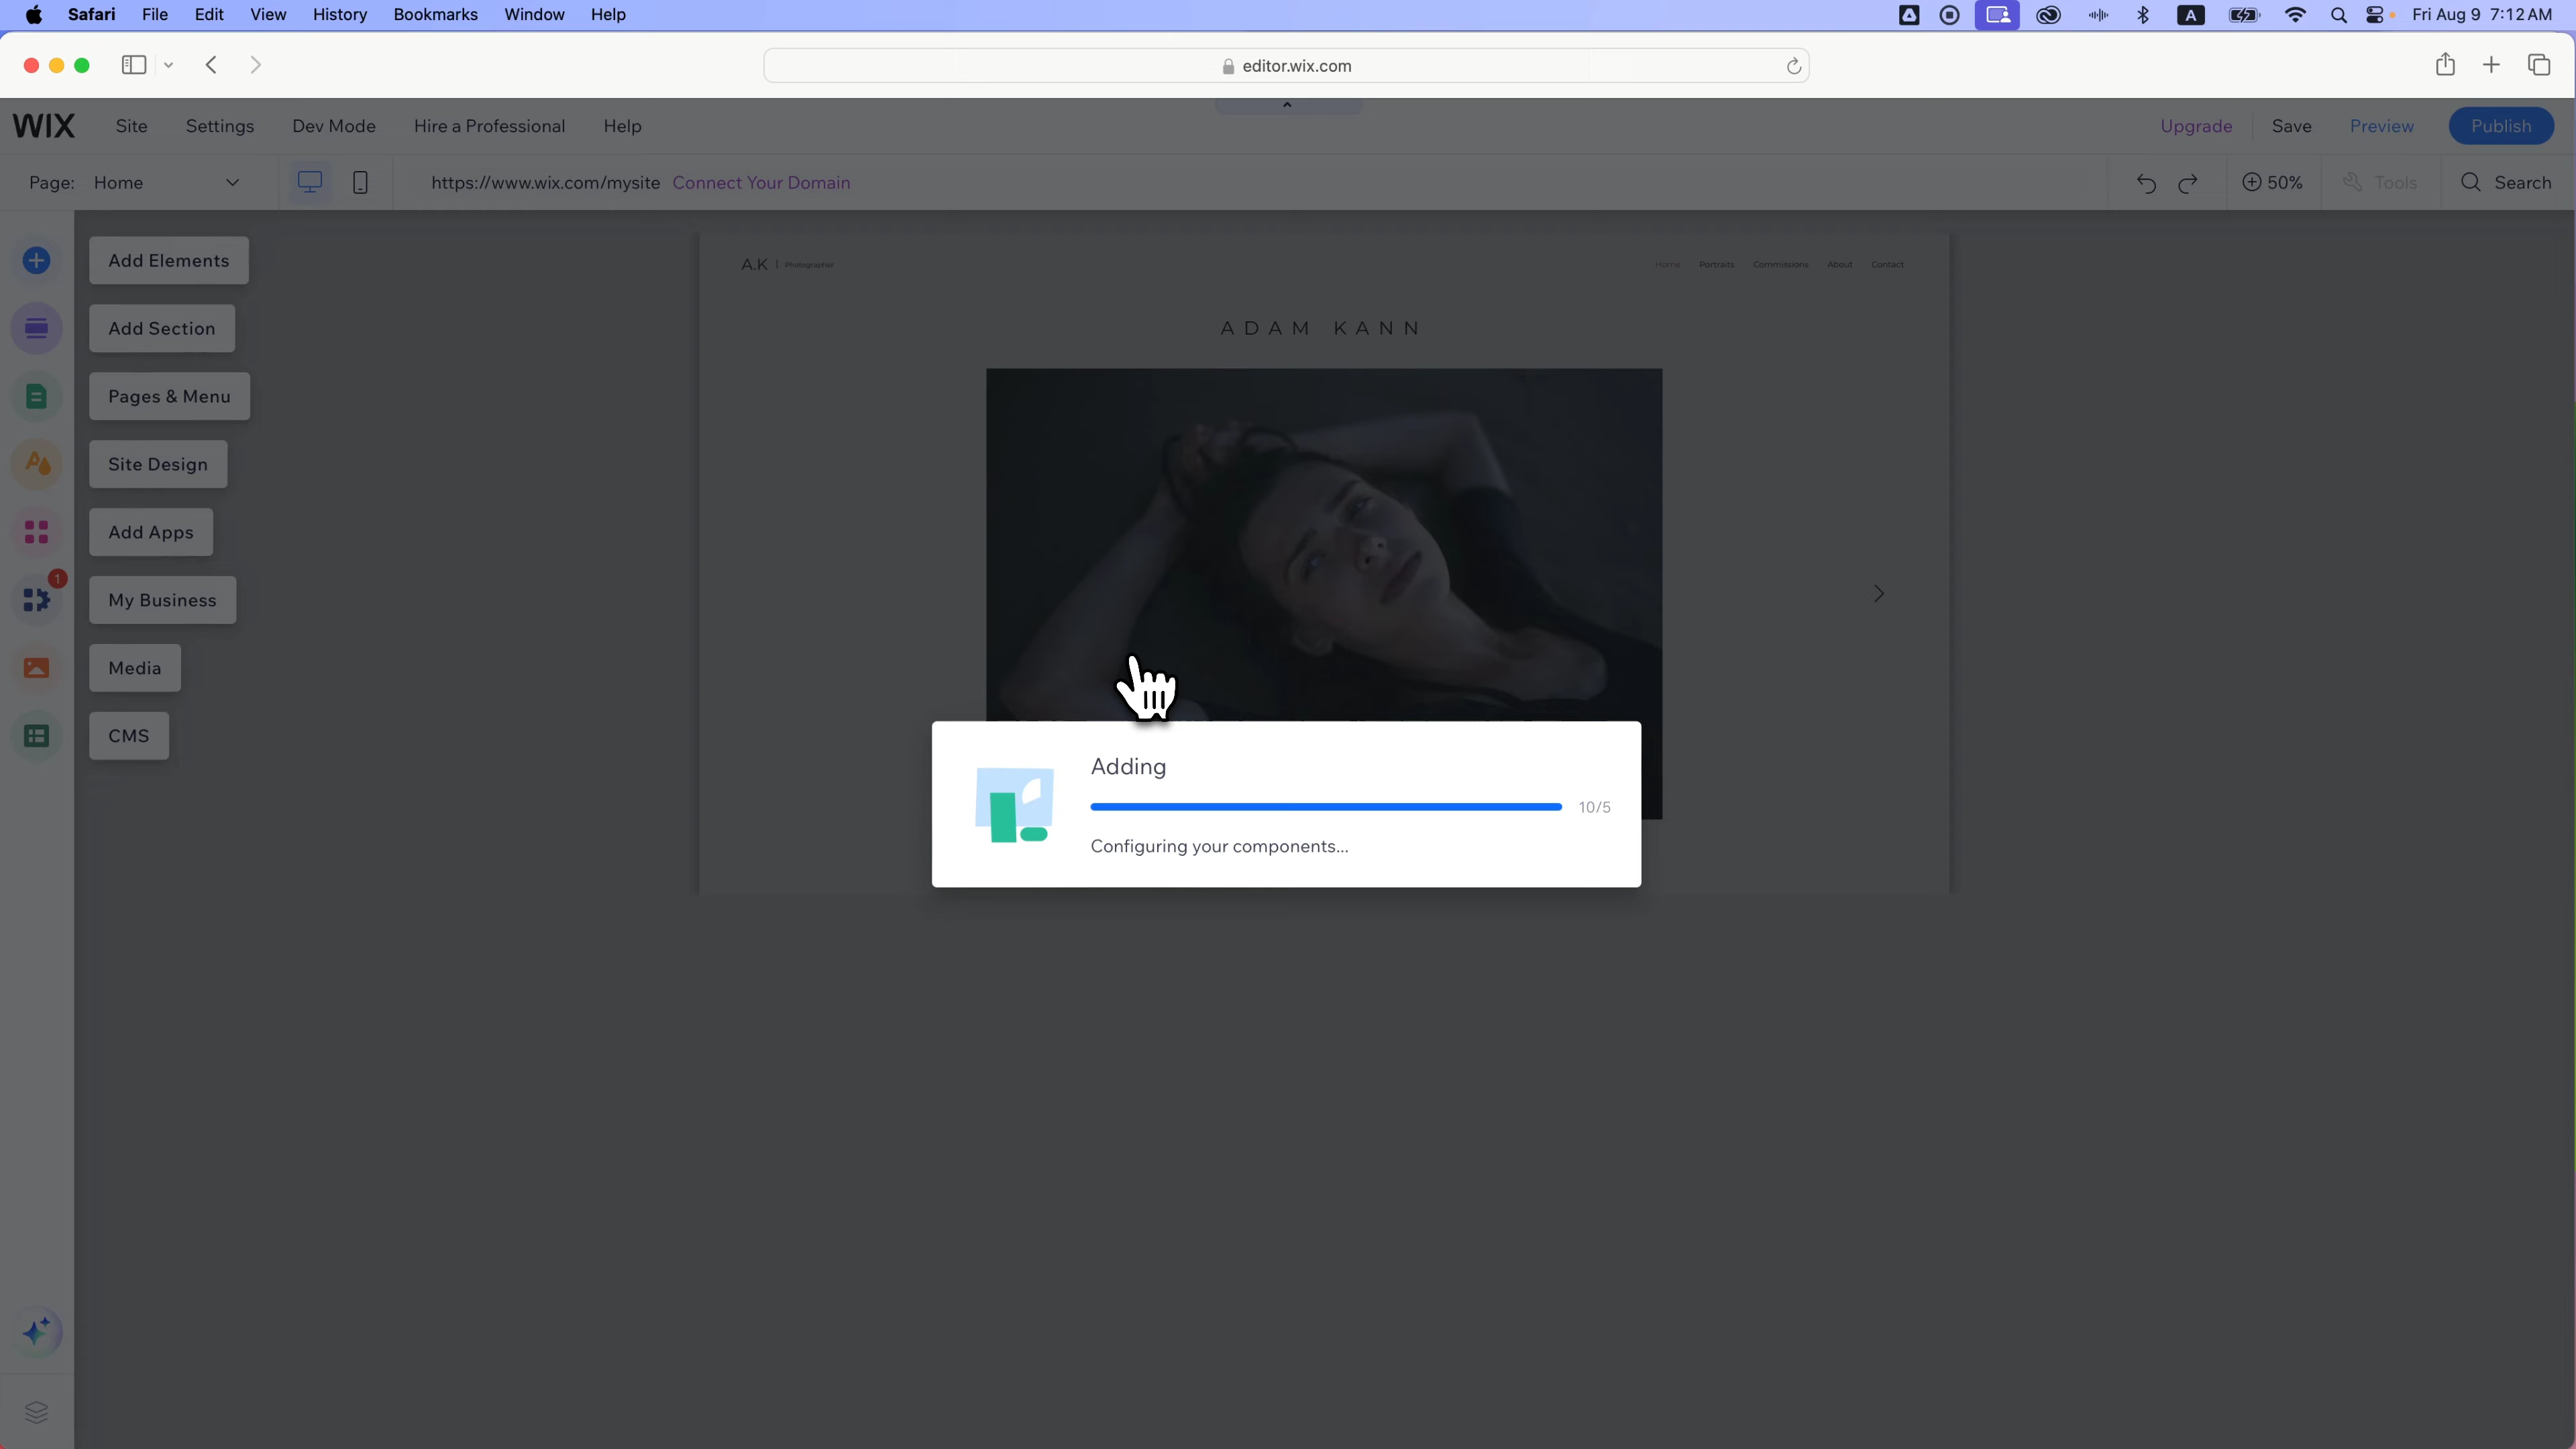 Safari File Edit View History Bookmarks Window Help
A
Fri Aug 9 7:12 AM
editor.wix.com
WIX Site Settings Dev Mode Hire a Professional Help
Upgrade Save Preview Publish
Page: Home
https://www.wix.com/mysite Connect Your Domain
50% Tools Search
Add Elements
Add Section
Pages & Menu
Site Design
Add Apps
1
My Business
Media
CMS
A.K | Photographer
Home Portraits Commissions About Contact
ADAM KANN
Adding
10/5
Configuring your components...